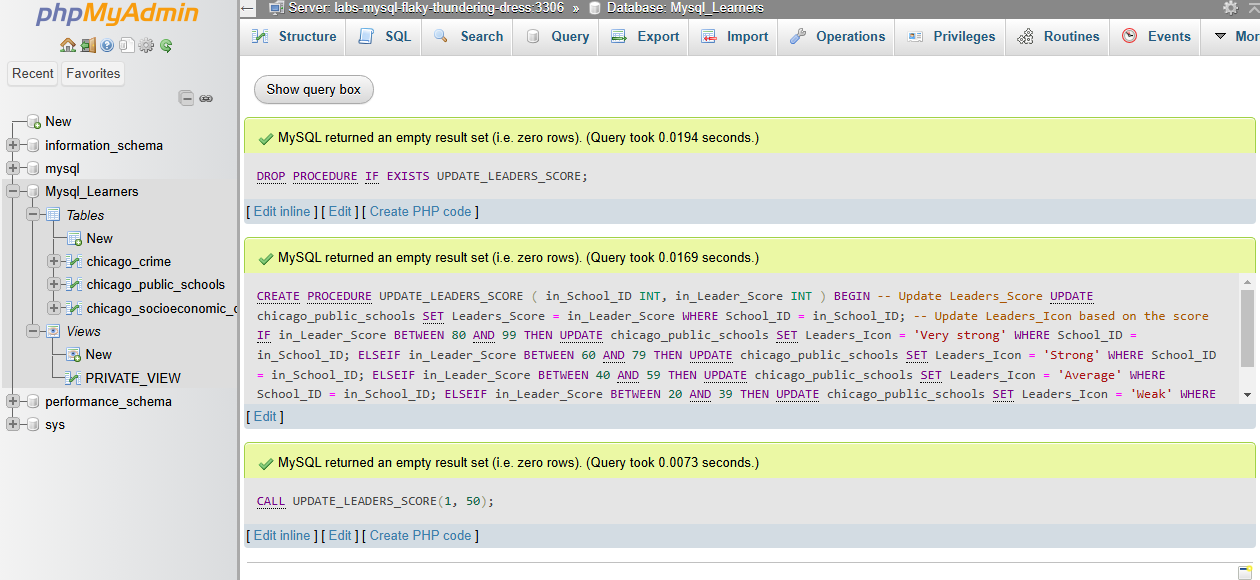 phpMyAdmin
Recent
Favorites
New
information_schema
mysql
Mysql_Learners
Tables
New
chicago_crime
chicago_public_schools
chicago_socioeconomic_
Views
New
PRIVATE_VIEW
performance_schema
sys
Server: labs-mysql-flaky-thundering-dress:3306 » Database: Mysql_Learners
Structure SQL Search Query Export Import Operations Privileges Routines Events Mor
Show query box
MySQL returned an empty result set (i.e. zero rows). (Query took 0.0194 seconds.)
DROP PROCEDURE IF EXISTS UPDATE_LEADERS_SCORE;
[ Edit inline ] [ Edit ] [ Create PHP code ]
MySQL returned an empty result set (i.e. zero rows). (Query took 0.0169 seconds.)
CREATE PROCEDURE UPDATE_LEADERS_SCORE ( in_School_ID INT, in_Leader_Score INT ) BEGIN -- Update Leaders_Score UPDATE
chicago_public_schools SET Leaders_Score = in_Leader_Score WHERE School_ID = in_School_ID; -- Update Leaders_Icon based on the score
IF in_Leader_Score BETWEEN 80 AND 99 THEN UPDATE chicago_public_schools SET Leaders_Icon = 'Very strong' WHERE School_ID =
in_School_ID; ELSEIF in_Leader_Score BETWEEN 60 AND 79 THEN UPDATE chicago_public_schools SET Leaders_Icon = 'Strong' WHERE School_ID
= in_School_ID; ELSEIF in_Leader_Score BETWEEN 40 AND 59 THEN UPDATE chicago_public_schools SET Leaders_Icon = 'Average' WHERE
School_ID = in_School_ID; ELSEIF in_Leader_Score BETWEEN 20 AND 39 THEN UPDATE chicago_public_schools SET Leaders_Icon = 'Weak' WHERE
[ Edit ]
MySQL returned an empty result set (i.e. zero rows). (Query took 0.0073 seconds.)
CALL UPDATE_LEADERS_SCORE(1, 50);
[ Edit inline ] [ Edit ] [ Create PHP code ]